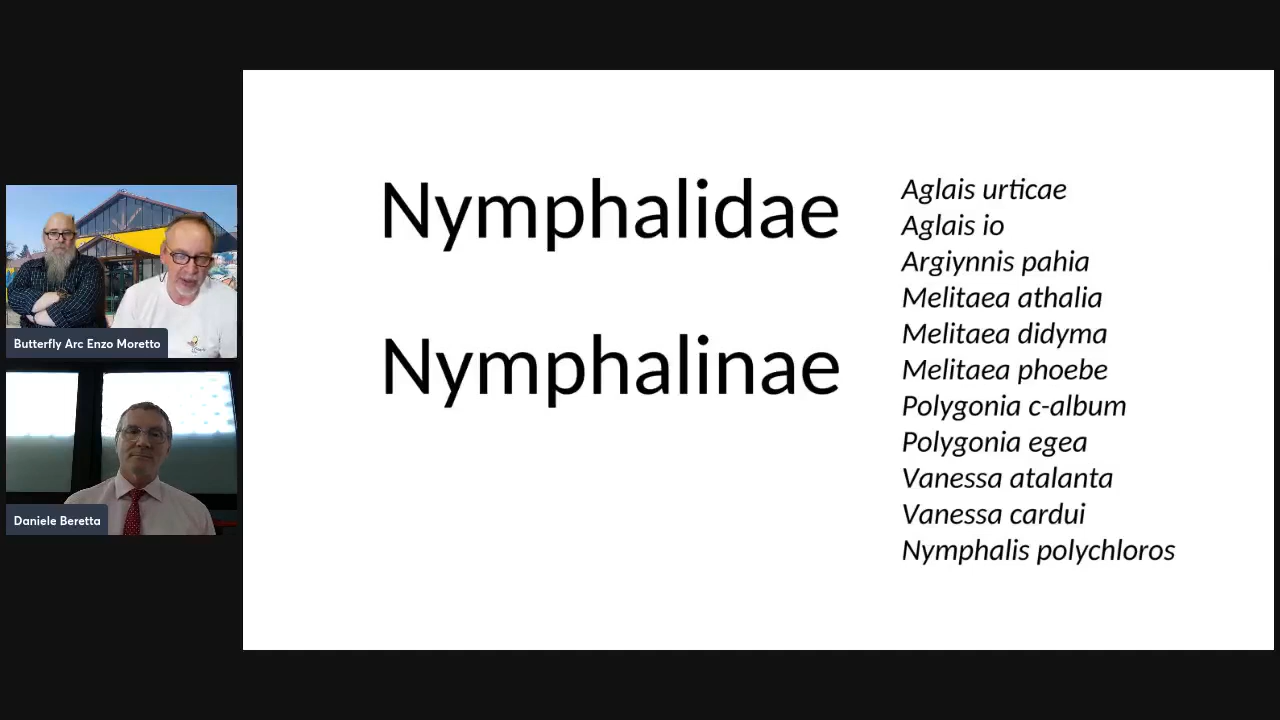 Nymphalidae
Nymphalinae
Aglais urticae
Aglais io
Argiynnis pahia
Melitaea athalia
Melitaea didyma
Melitaea phoebe
Polygonia c-album
Polygonia egea
Vanessa atalanta
Vanessa cardui
Nymphalis polychloros
Butterfly Arc Enzo Moretto
Daniele Beretta